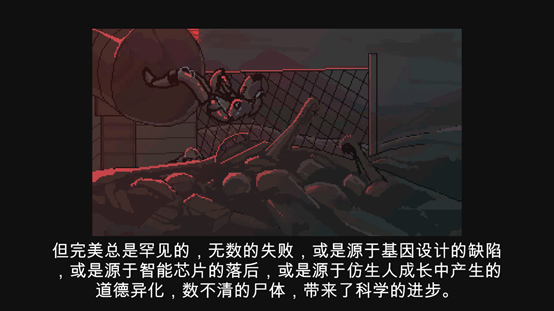 但完美总是罕见的，无数的失败，或是源于基因设计的缺陷
，或是源于智能芯片的落后，或是源于仿生人成长中产生的
道德异化，数不清的尸体，带来了科学的进步。